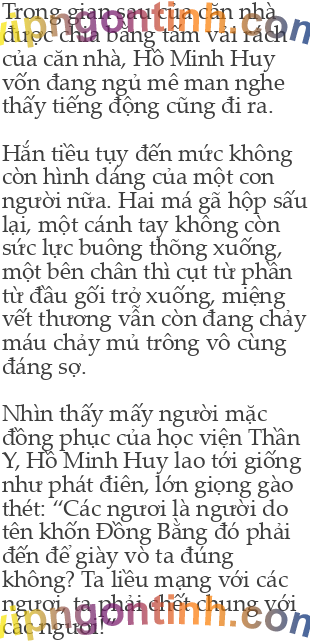 Trong gian sau của căn nhà
được chia bằng tấm vải rách
của căn nhà, Hồ Minh Huy
vốn đang ngủ mê man nghe
thấy tiếng động cũng đi ra.
Hắn tiều tụy đến mức không
còn hình dáng của một con
người nữa. Hai má gã hộp sấu
lại, một cánh tay không còn
sức lực buông thõng xuống,
một bên chân thì cụt từ phần
từ đầu gối trở xuống, miệng
vết thương vẫn còn đang chảy
máu chảy mủ trông vô cùng
đáng sợ.
Nhìn thấy mấy người mặc
đồng phục của học viện Thần
Y, Hồ Minh Huy lao tới giống
như phát điên, lớn giọng gào
thét: “Các ngươi là người do
tên khốn Đồng Bằng đó phải
đến để giày vò ta đúng
không? Ta liều mạng với các
ngươi, ta phải chết chung với
các ngươi!”
vipngontinh.com
vipngontinh.com